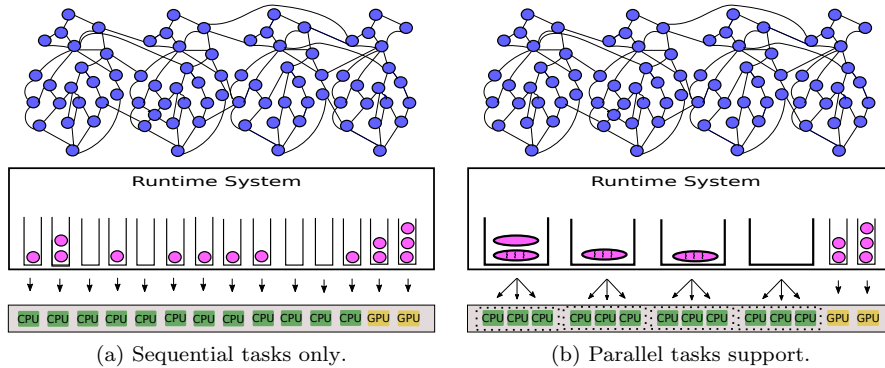 Runtime System
CPU CPU CPU CPU CPU CPU CPU CPU CPU CPU CPU CPU GPU GPU
(a) Sequential tasks only.
Runtime System
CPU CPU CPU CPU CPU CPU CPU CPU CPU CPU CPU CPU GPU GPU
(b) Parallel tasks support.